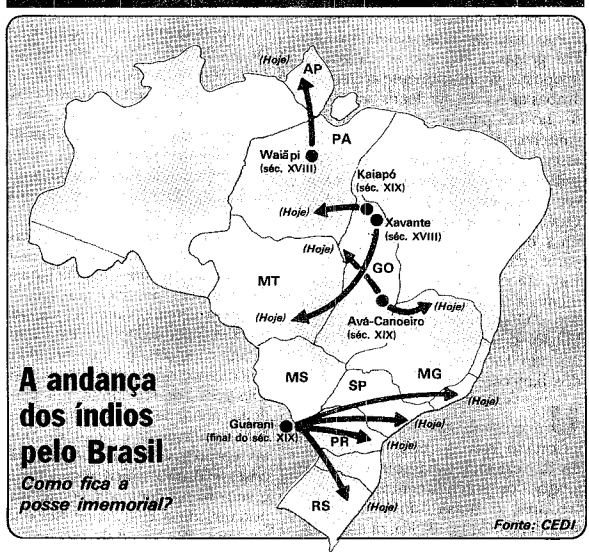 (Hoje)
AP
PA
Waiãpi
(séc. XVIII)
Kaiapó
(séc. XIX)
(Hoje)
Xavante
(séc. XVIII)
(Hoje)
GO
MT
(Hoje)
(Hoje)
Avá-Canoeiro
(séc. XIX)
A andança
dos índios
pelo Brasil
Como fica a
posse imemorial?
MS
SP
MG
(Hoje)
Guarani
(final do séc. XIX)
(Hoje)
PR
(Hoje)
RS
(Hoje)
Fonte: CEDI